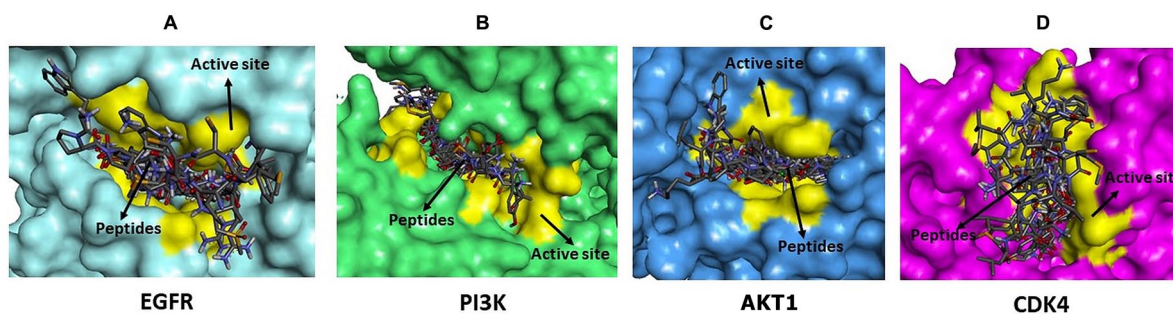 A
B
C
D
Active site
Peptides
EGFR
Peptides
Active site
PI3K
Active site
Peptides
AKT1
Active sit
Peptides
CDK4